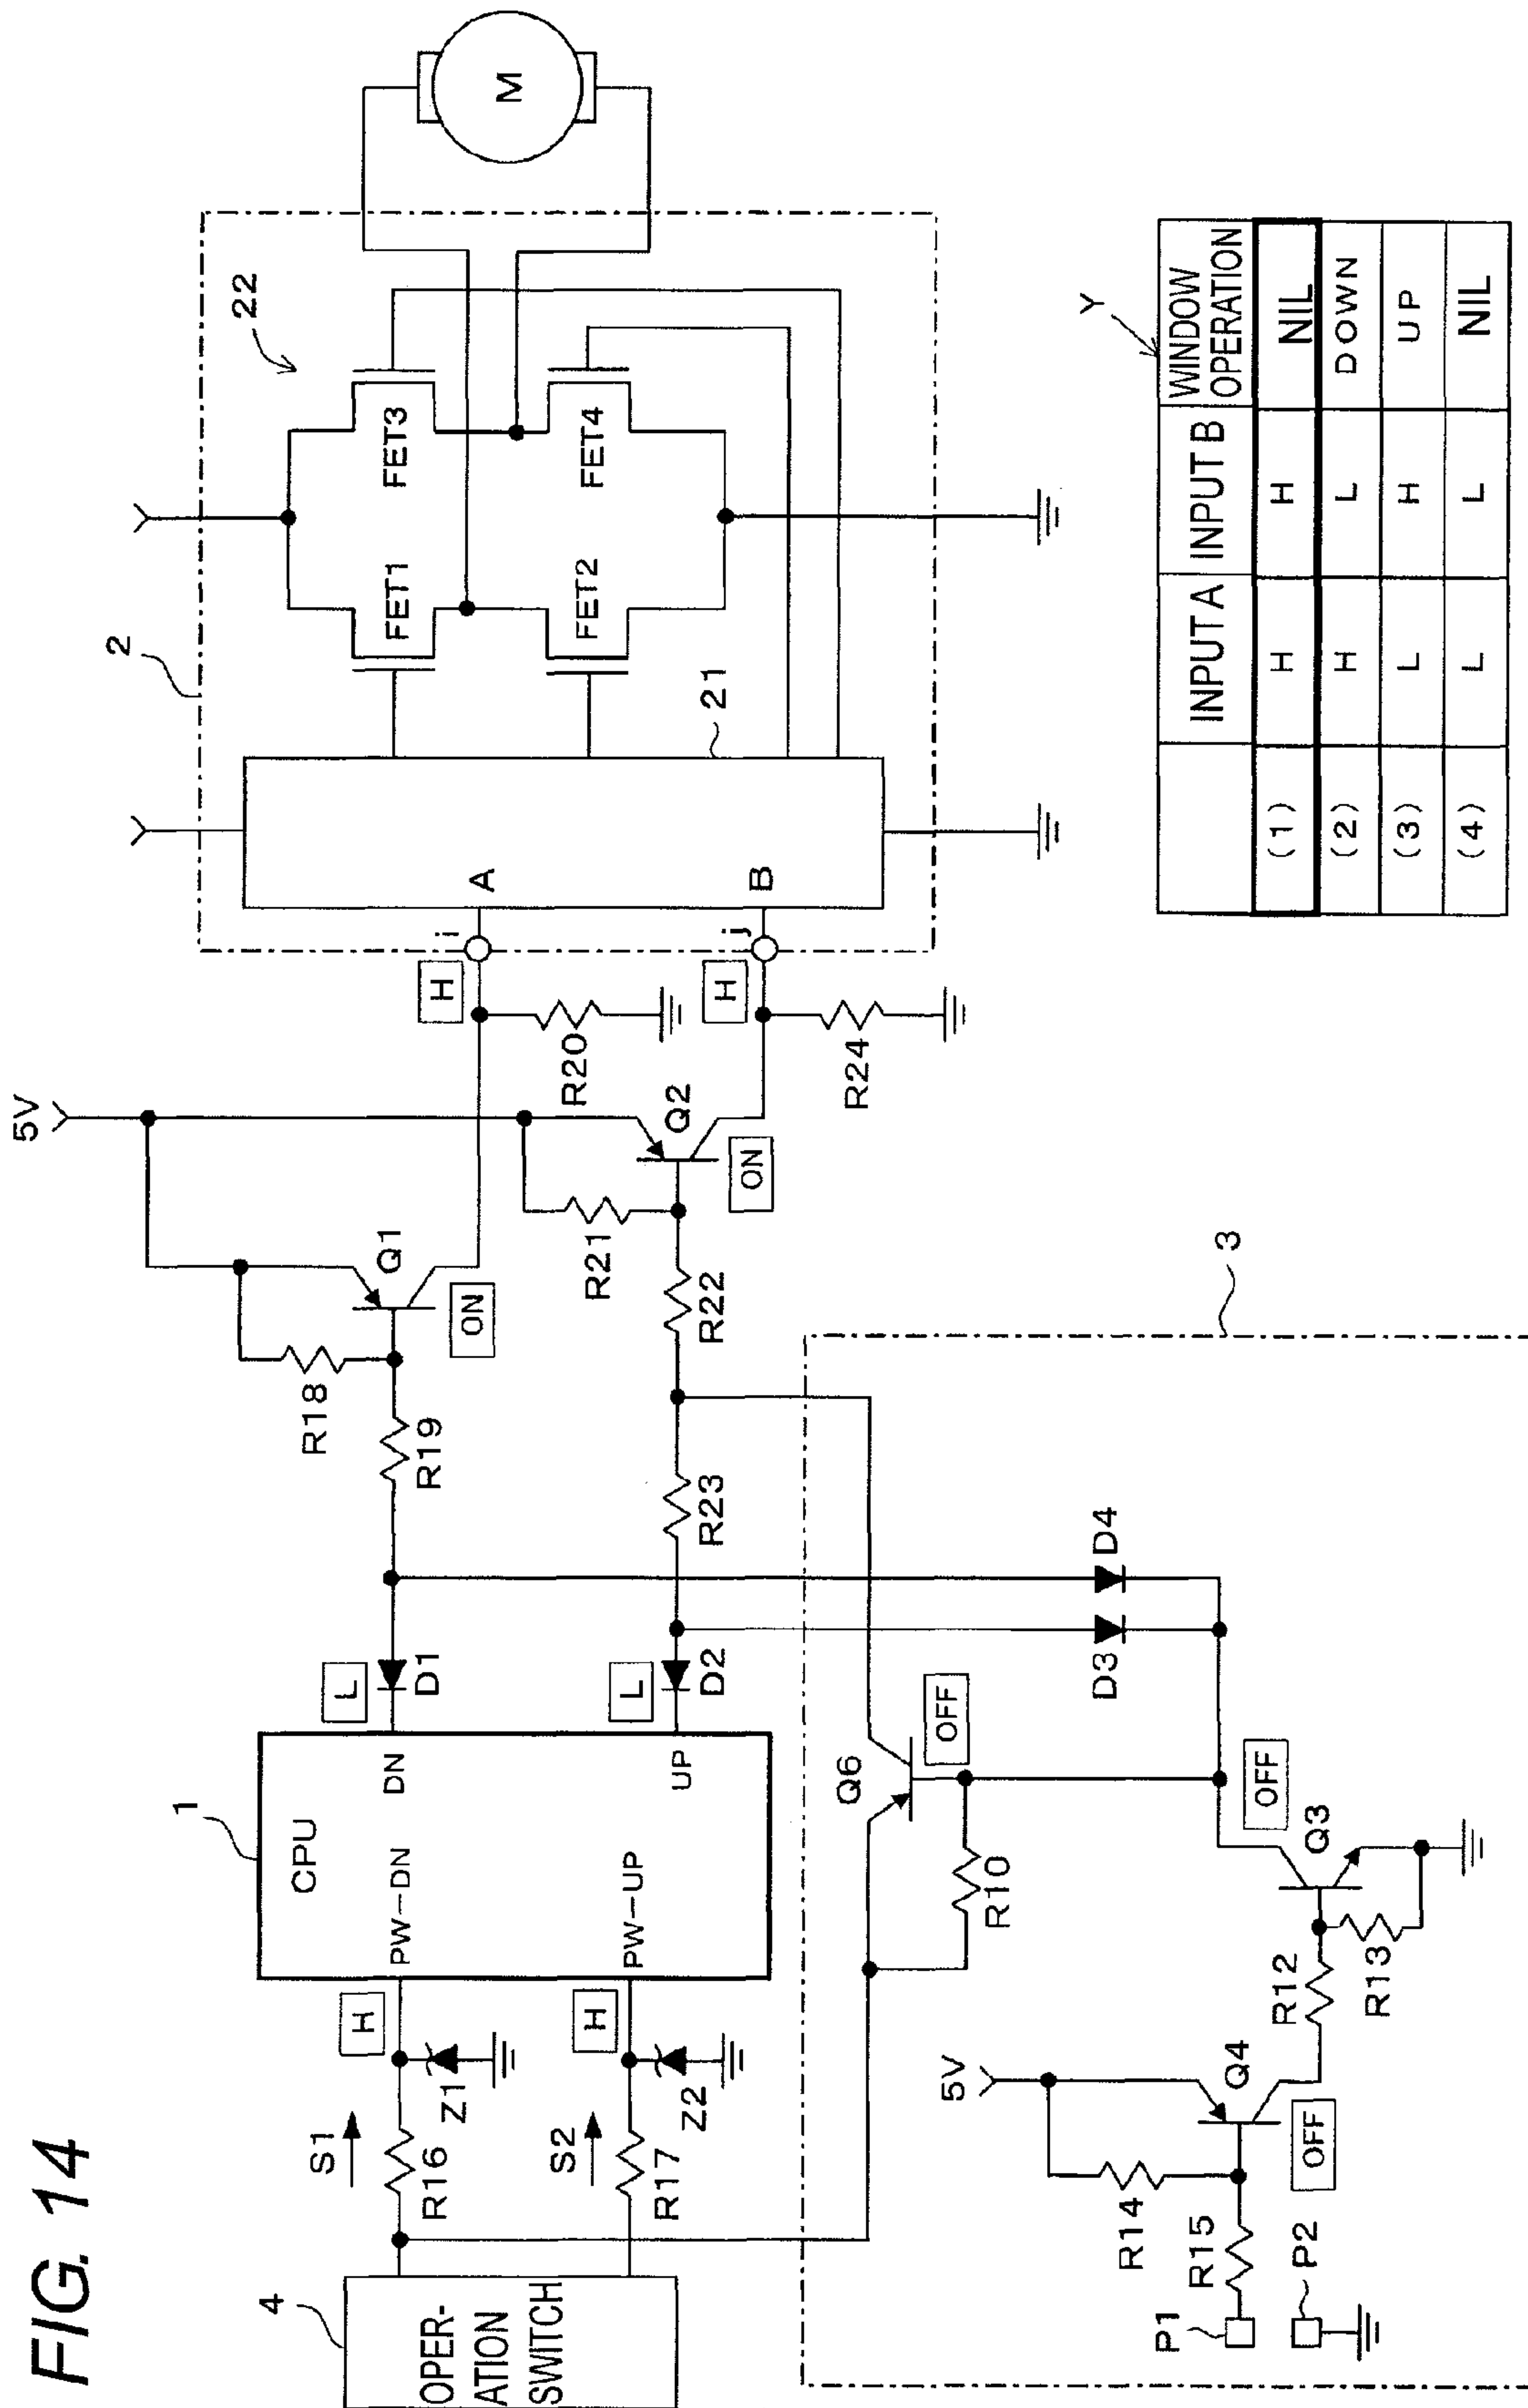 FIG. 14
4
OPER-
ATION
SWITCH
S1
R16
Z1
H
S2
R17
Z2
H
1
CPU
PW-DN
DN
PW-UP
UP
L
D1
L
D2
R18
R19
Q1
ON
5V
R21
R22
R23
Q2
ON
R20
R24
H
i
H
j
2
A
B
21
22
FET1
FET2
FET3
FET4
M
3
Q6
OFF
R10
D3
D4
OFF
Q3
R12
R13
5V
Q4
OFF
R14
R15
P1
P2
Y
INPUT A INPUT B WINDOW OPERATION
(1) H H NIL
(2) H L DOWN
(3) L H UP
(4) L L NIL